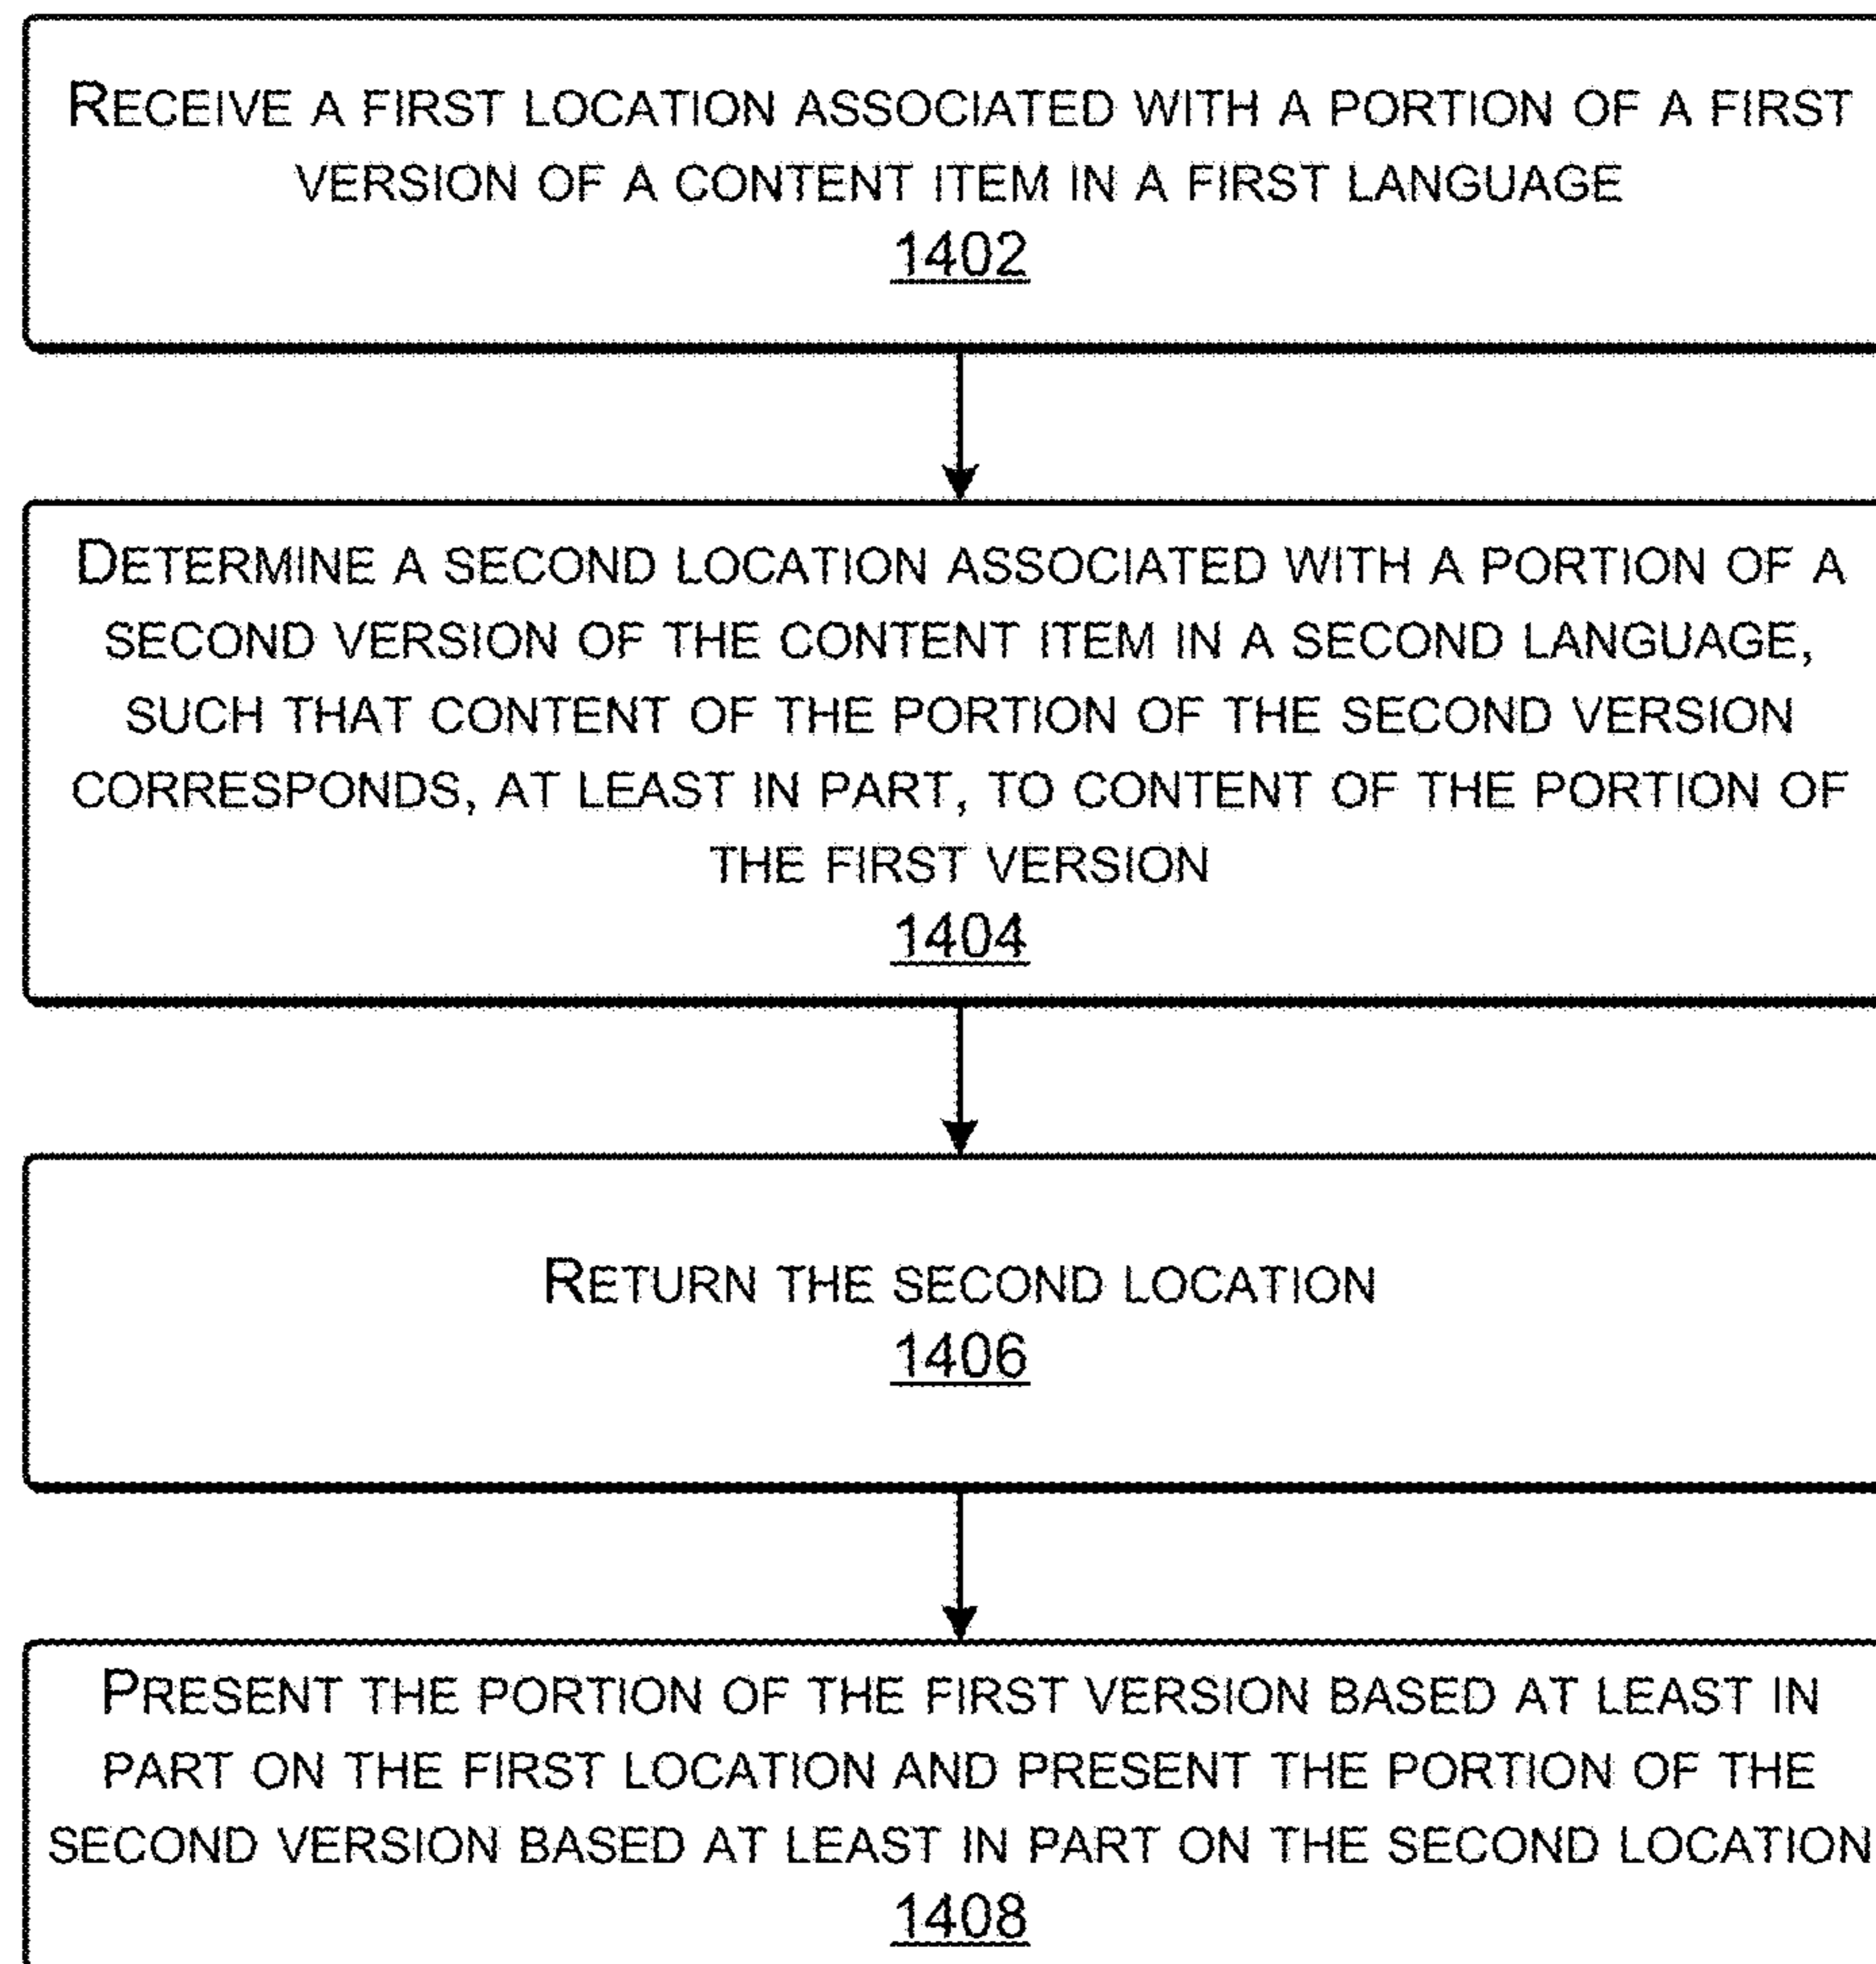 RECEIVE A FIRST LOCATION ASSOCIATED WITH A PORTION OF A FIRST
VERSION OF A CONTENT ITEM IN A FIRST LANGUAGE
1402
DETERMINE A SECOND LOCATION ASSOCIATED WITH A PORTION OF A
SECOND VERSION OF THE CONTENT ITEM IN A SECOND LANGUAGE,
SUCH THAT CONTENT OF THE PORTION OF THE SECOND VERSION
CORRESPONDS, AT LEAST IN PART, TO CONTENT OF THE PORTION OF
THE FIRST VERSION
1404
RETURN THE SECOND LOCATION
1406
PRESENT THE PORTION OF THE FIRST VERSION BASED AT LEAST IN
PART ON THE FIRST LOCATION AND PRESENT THE PORTION OF THE
SECOND VERSION BASED AT LEAST IN PART ON THE SECOND LOCATION
1408